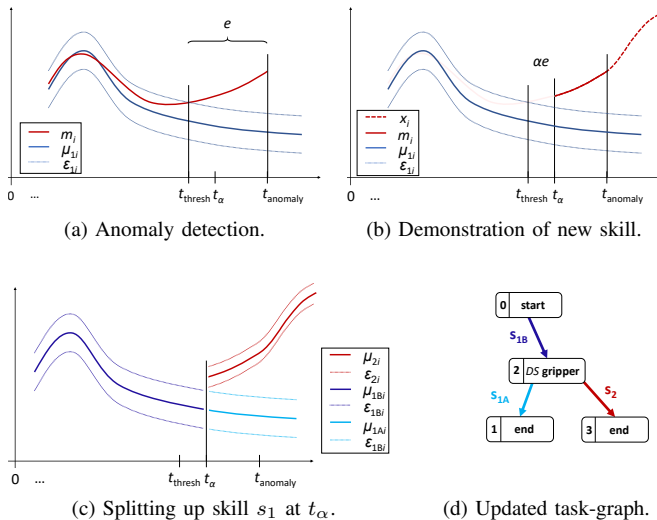 e
m_i
μ_1i
ε_1i
0 ...
t_thresh t_α t_anomaly
(a) Anomaly detection.
αe
x_i
m_i
μ_1i
ε_1i
0 ...
t_thresh t_α t_anomaly
(b) Demonstration of new skill.
μ_2i
ε_2i
μ_1Bi
ε_1Bi
μ_1Ai
ε_1Bi
0 ...
t_thresh t_α t_anomaly
(c) Splitting up skill s_1 at t_α.
0 start
s_1B
2 DS gripper
s_1A s_2
1 end 3 end
(d) Updated task-graph.